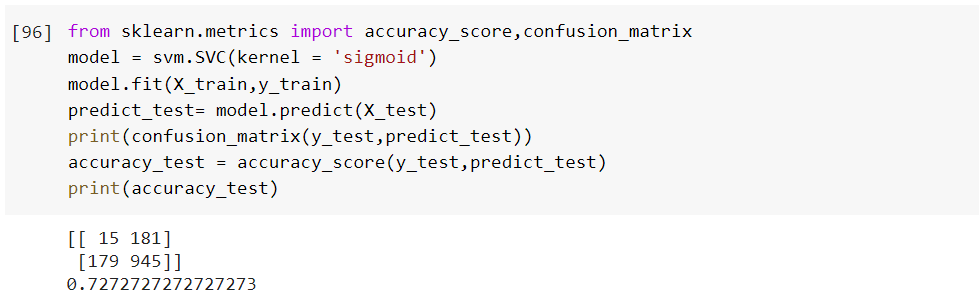 [96] from sklearn.metrics import accuracy_score,confusion_matrix
model = svm.SVC(kernel = 'sigmoid')
model.fit(X_train,y_train)
predict_test= model.predict(X_test)
print(confusion_matrix(y_test,predict_test))
accuracy_test = accuracy_score(y_test,predict_test)
print(accuracy_test)
[[ 15 181]
 [179 945]]
0.7272727272727273